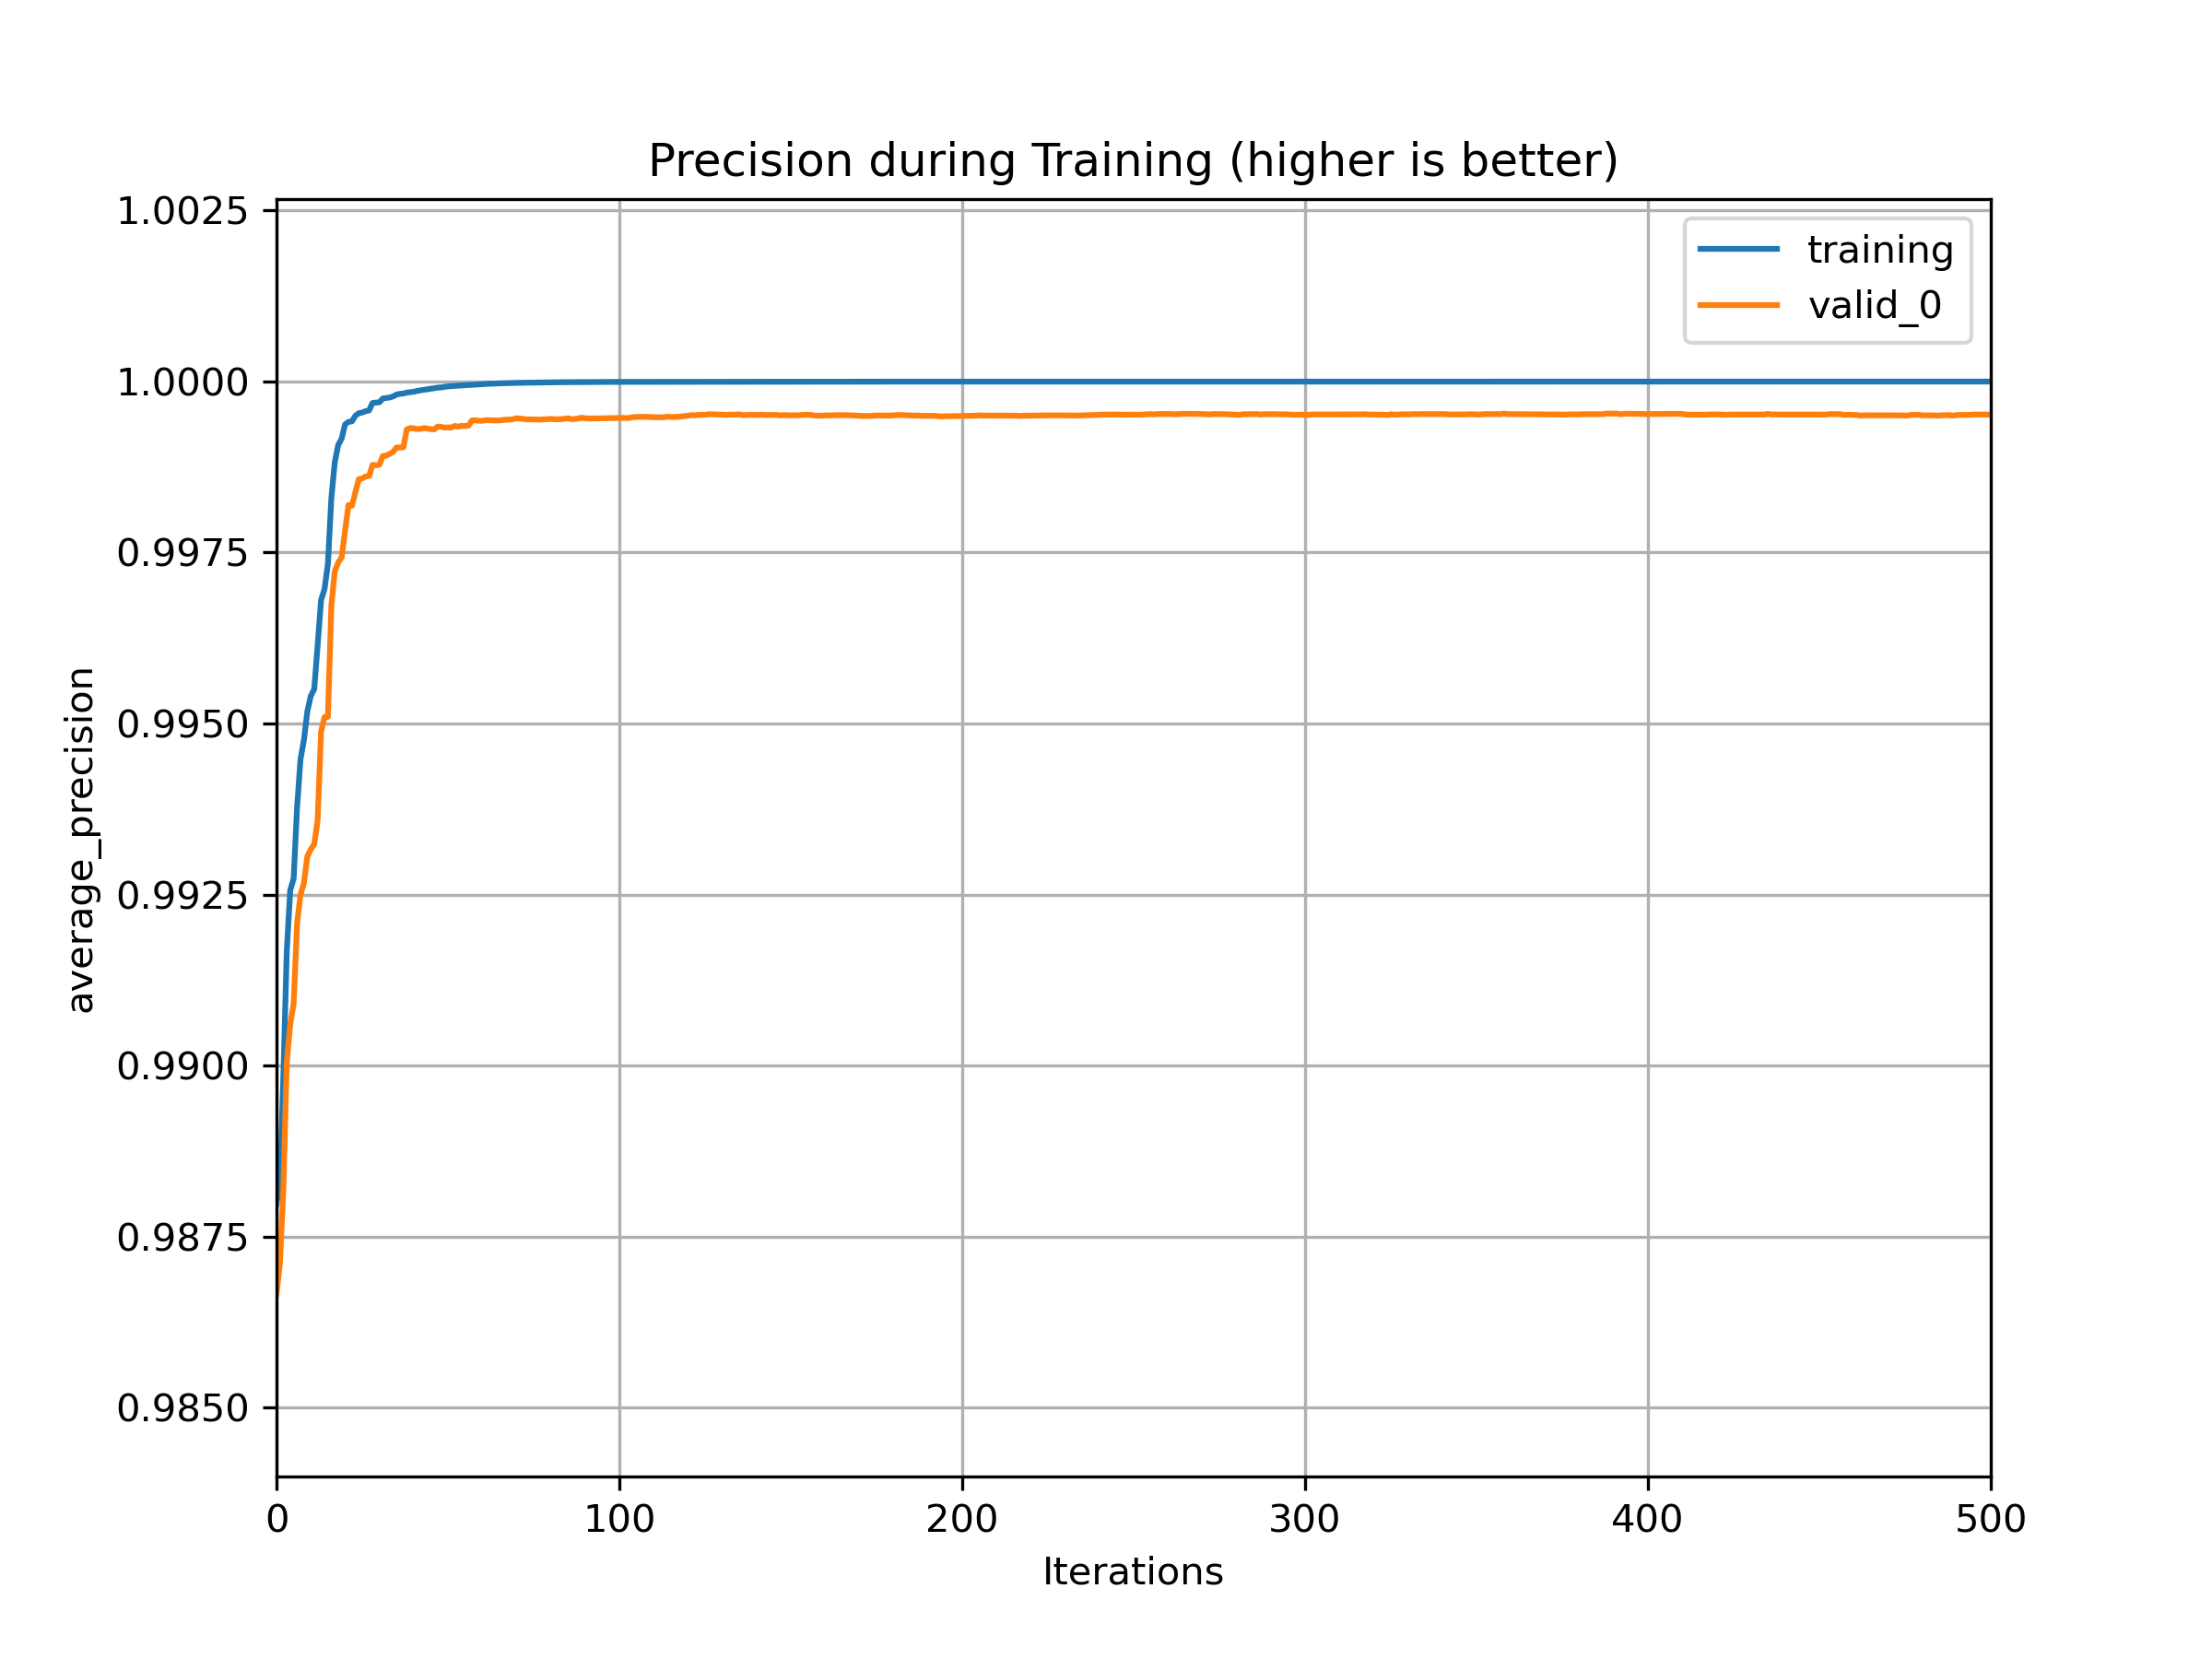 Precision during Training (higher is better)
1.0025
1.0000
0.9975
0.9950
0.9925
0.9900
0.9875
0.9850
average_precision
training
valid_0
0 100 200 300 400 500
Iterations